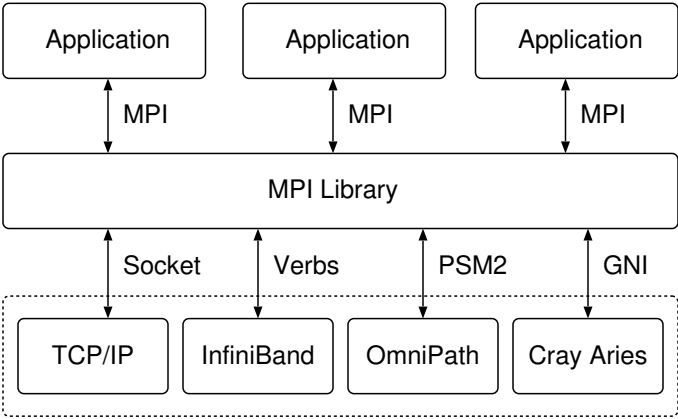 Application Application Application
MPI MPI MPI
MPI Library
Socket Verbs PSM2 GNI
TCP/IP InfiniBand OmniPath Cray Aries